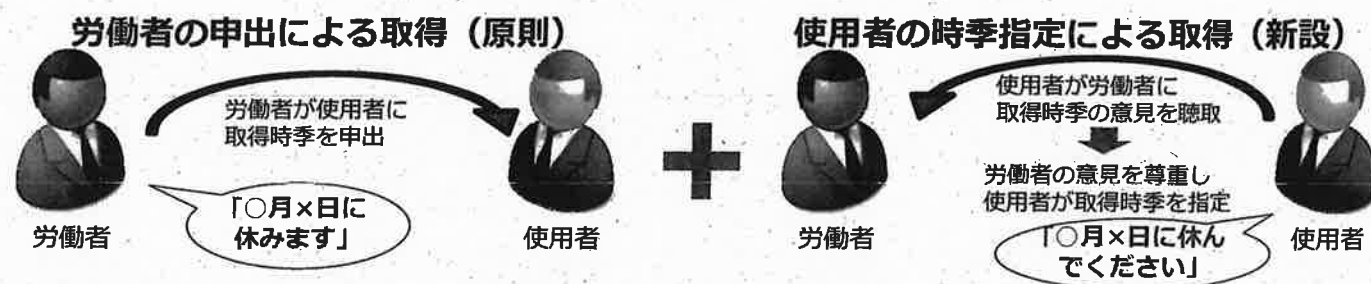 労働者の申出による取得（原則）
労働者が使用者に
取得時季を申出
「○月×日に
休みます」
労働者
使用者
使用者の時季指定による取得（新設）
使用者が労働者に
取得時季の意見を聴取
労働者の意見を尊重し
使用者が取得時季を指定
「○月×日に休ん
でください」
労働者
使用者